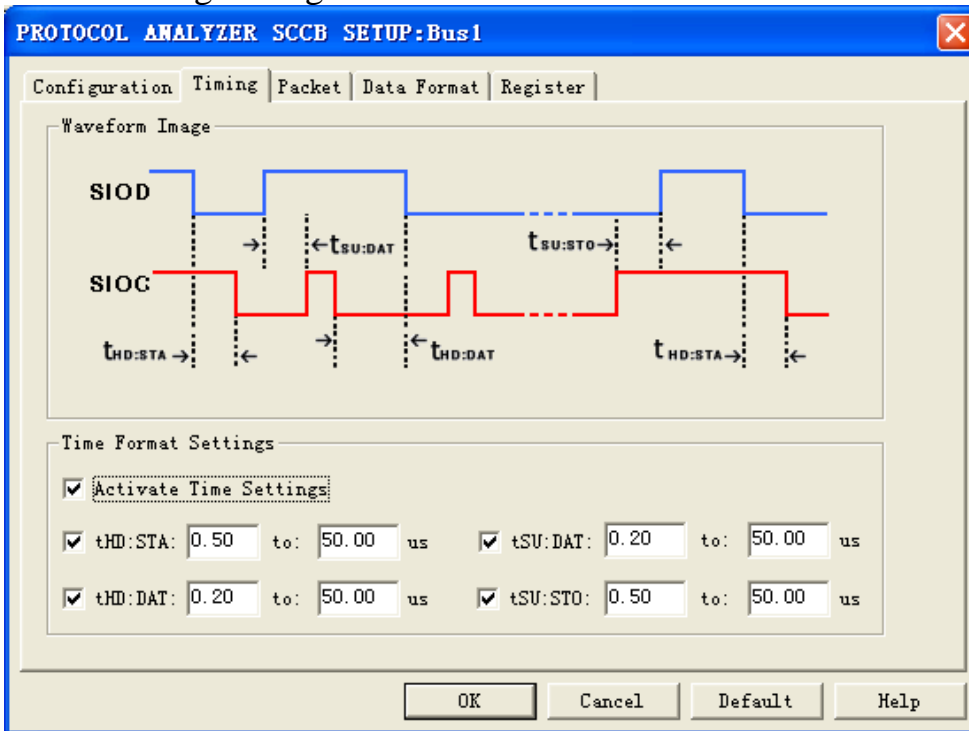 PROTOCOL ANALYZER SCCB SETUP:Bus1
Configuration Timing Packet Data Format Register
Waveform Image
SIOD
tSU:DAT tSU:STO
SIOC
tHD:STA tHD:DAT tHD:STA
Time Format Settings
Activate Time Settings
tHD:STA: 0.50 to: 50.00 us tSU:DAT: 0.20 to: 50.00 us
tHD:DAT: 0.20 to: 50.00 us tSU:STO: 0.50 to: 50.00 us
OK Cancel Default Help